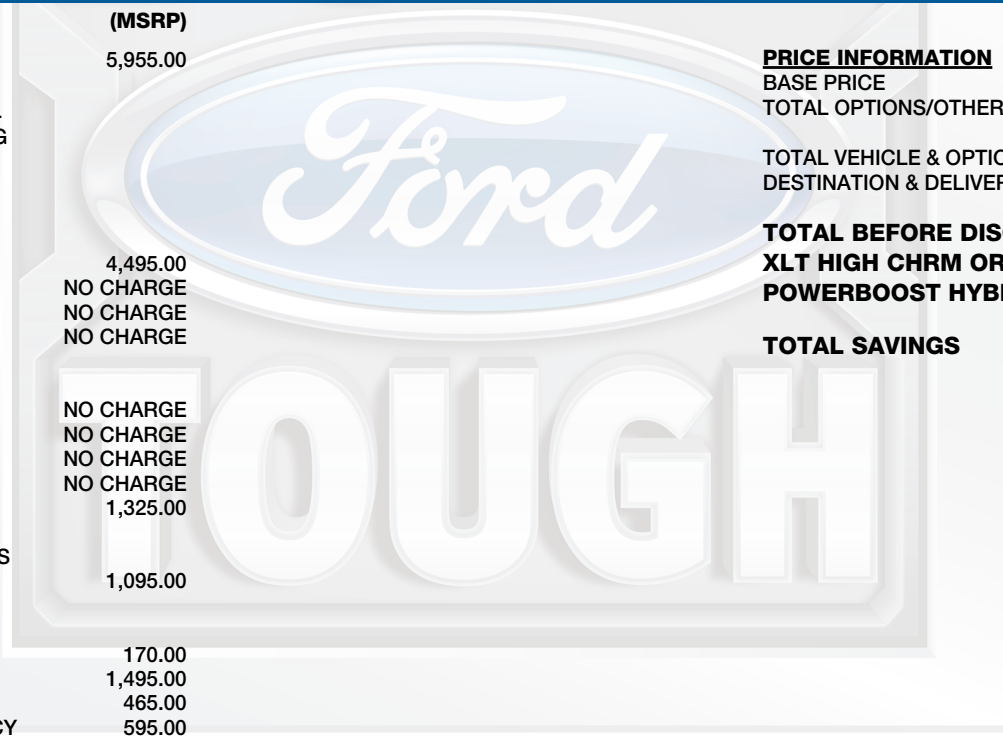 (MSRP)
5,955.00
G
4,495.00
NO CHARGE
NO CHARGE
NO CHARGE
NO CHARGE
NO CHARGE
NO CHARGE
NO CHARGE
1,325.00
S
1,095.00
170.00
1,495.00
465.00
CY 595.00
PRICE INFORMATION
BASE PRICE
TOTAL OPTIONS/OTHER
TOTAL VEHICLE & OPTIO
DESTINATION & DELIVER
TOTAL BEFORE DIS
XLT HIGH CHRM OR
POWERBOOST HYB
TOTAL SAVINGS
Ford
TOUGH